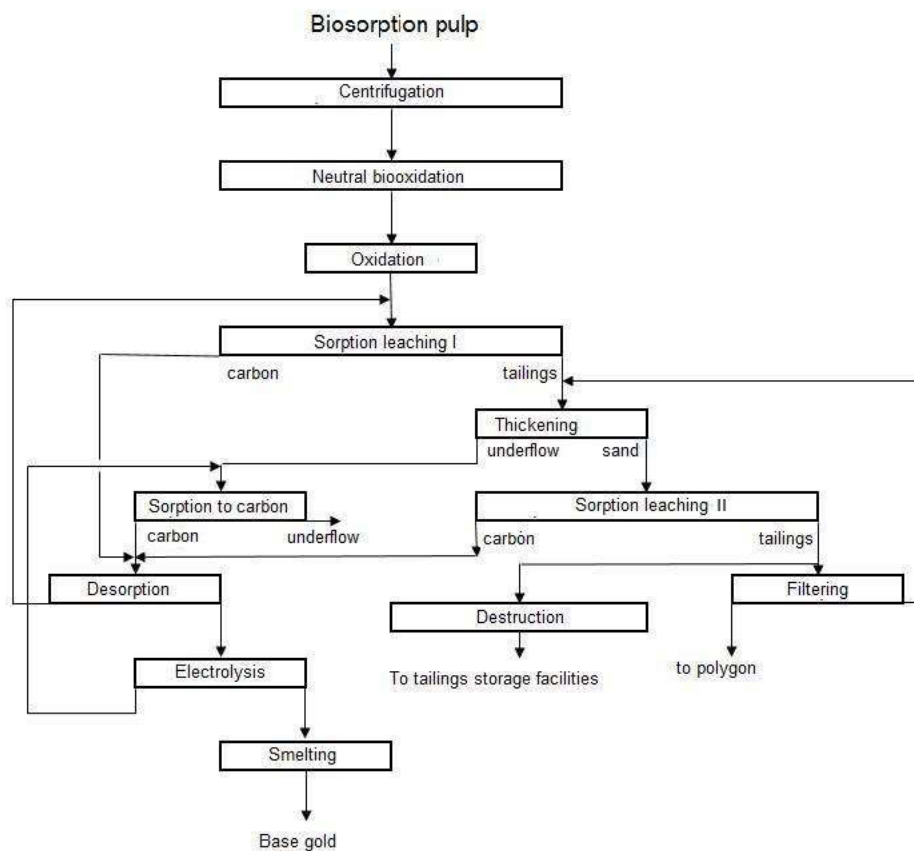 Biosorption pulp
Centrifugation
Neutral biooxidation
Oxidation
Sorption leaching I
carbon
tailings
Thickening
underflow
sand
Sorption to carbon
Sorption leaching II
carbon
underflow
carbon
tailings
Desorption
Filtering
Destruction
Electrolysis
To tailings storage facilities
to polygon
Smelting
Base gold